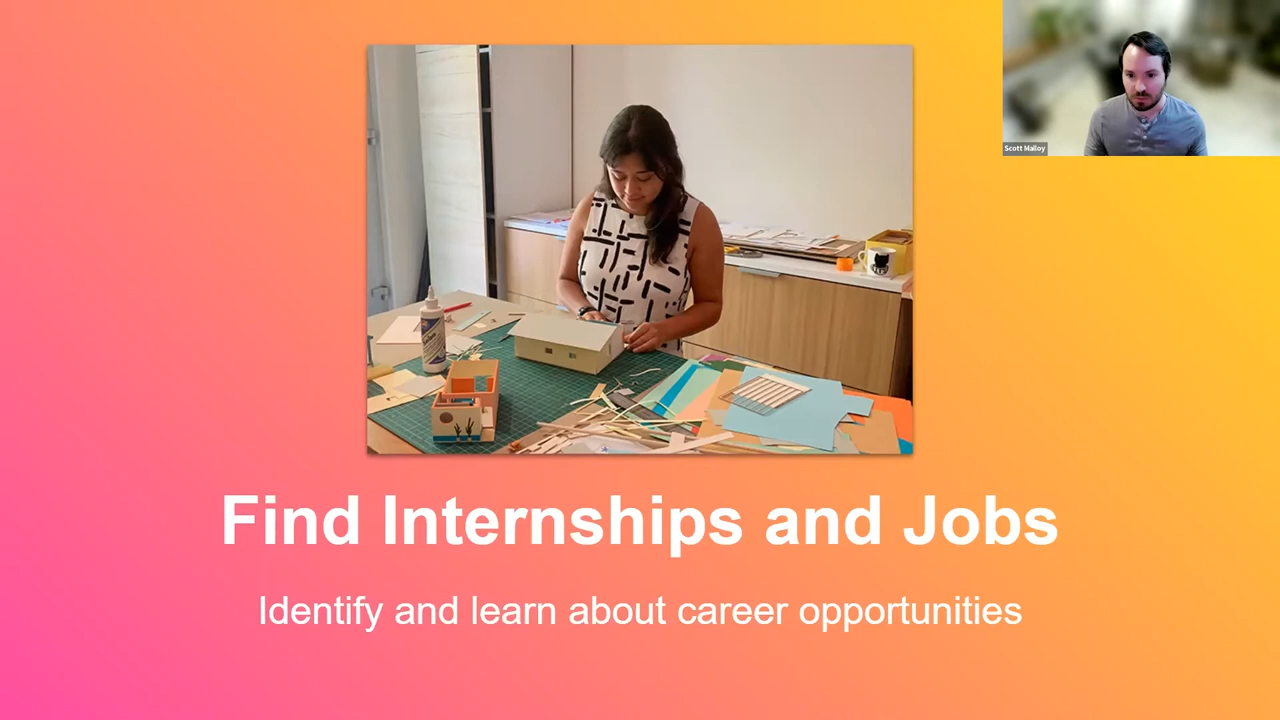 Scott Malloy
Find Internships and Jobs
Identify and learn about career opportunities